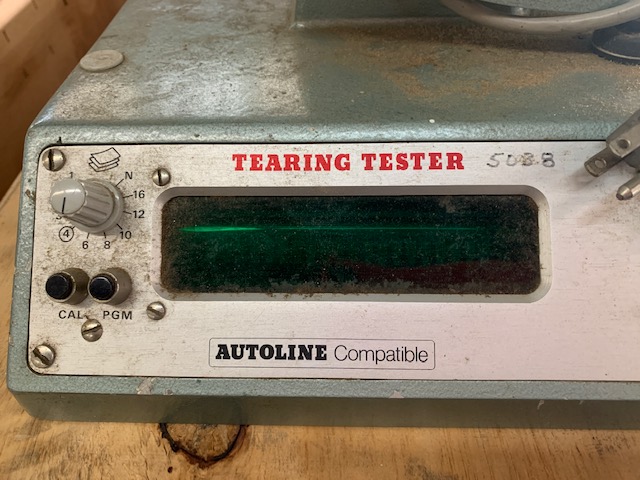 TEARING TESTER 5088
1
N
16
12
10
8
6
4
CAL PGM
AUTOLINE Compatible